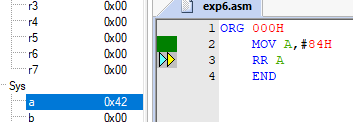 r3 0x00
r4 0x00
r5 0x00
r6 0x00
r7 0x00
Sys
a 0x42
b 0x00
exp6.asm
1 ORG 000H
2 MOV A,#84H
3 RR A
4 END